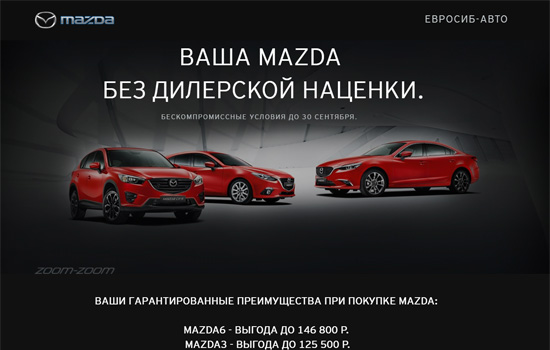 mazda
ЕВРОСИБ-АВТО
ВАША MAZDA
БЕЗ ДИЛЕРСКОЙ НАЦЕНКИ.
БЕСКОМПРОМИССНЫЕ УСЛОВИЯ ДО 30 СЕНТЯБРЯ.
ZOOM-ZOOM
ВАШИ ГАРАНТИРОВАННЫЕ ПРЕИМУЩЕСТВА ПРИ ПОКУПКЕ MAZDA:
MAZDA6 - ВЫГОДА ДО 146 800 Р.
MAZDA3 - ВЫГОДА ДО 125 500 Р.